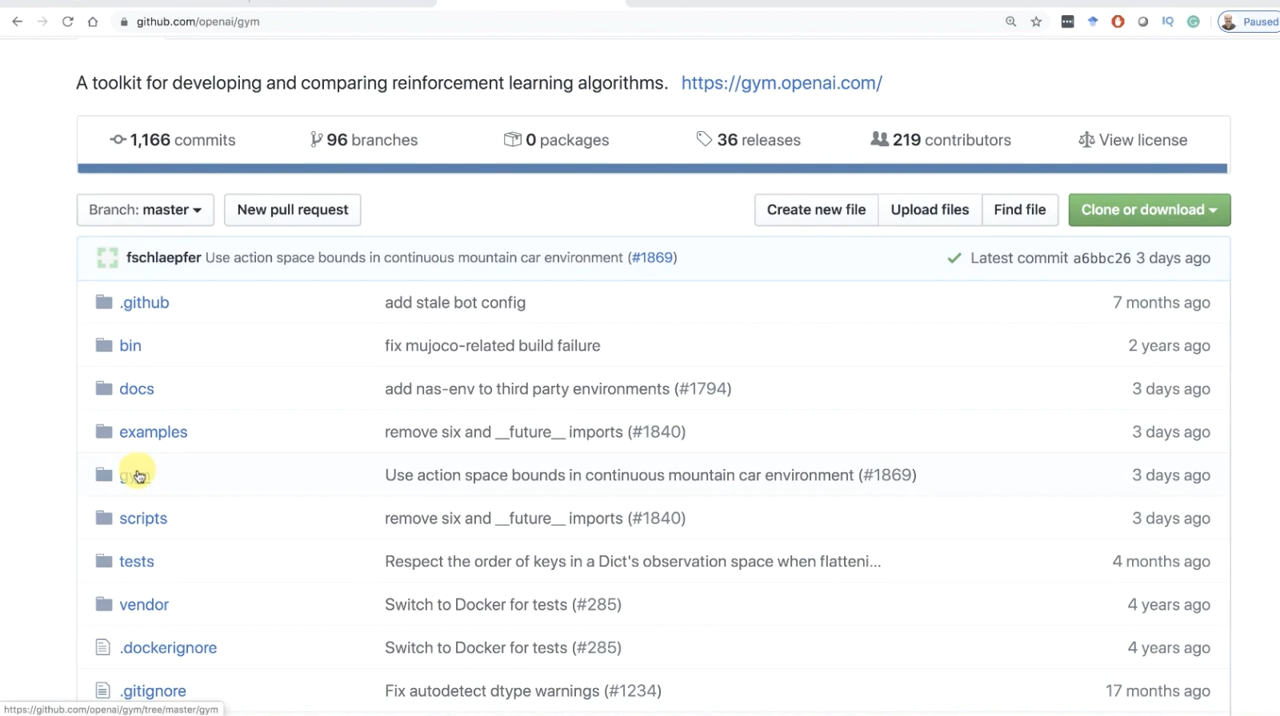 github.com/openai/gym
IQ
Paused
A toolkit for developing and comparing reinforcement learning algorithms. https://gym.openai.com/
1,166 commits 96 branches 0 packages 36 releases 219 contributors View license
Branch: master New pull request Create new file Upload files Find file Clone or download
fschlaepfer Use action space bounds in continuous mountain car environment (#1869) Latest commit a6bbc26 3 days ago
.github add stale bot config 7 months ago
bin fix mujoco-related build failure 2 years ago
docs add nas-env to third party environments (#1794) 3 days ago
examples remove six and __future__ imports (#1840) 3 days ago
gym Use action space bounds in continuous mountain car environment (#1869) 3 days ago
scripts remove six and __future__ imports (#1840) 3 days ago
tests Respect the order of keys in a Dict's observation space when flatteni... 4 months ago
vendor Switch to Docker for tests (#285) 4 years ago
.dockerignore Switch to Docker for tests (#285) 4 years ago
.gitignore Fix autodetect dtype warnings (#1234) 17 months ago
https://github.com/openai/gym/tree/master/gym